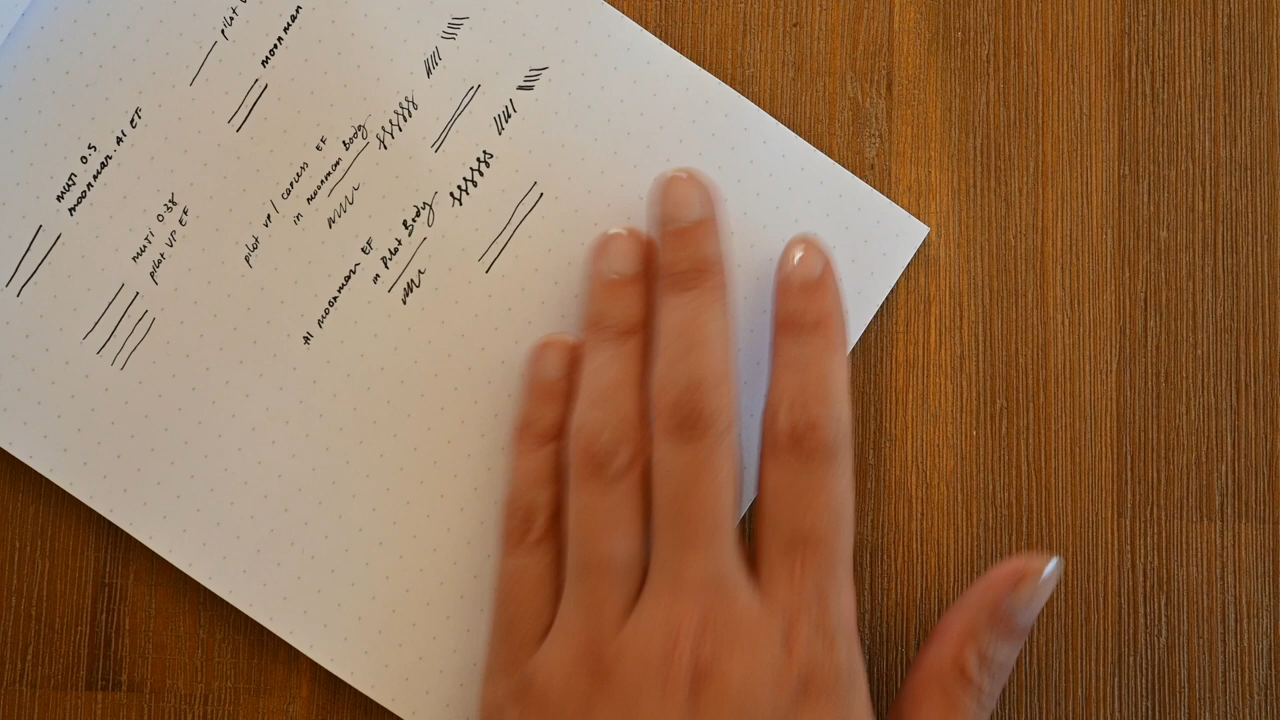 pilot
moonman
muji 0.5
moonman A1 EF
muji 0.38
pilot VP EF
pilot VP / capless EF
in moonman Body
A1 moonman EF
in Pilot Body